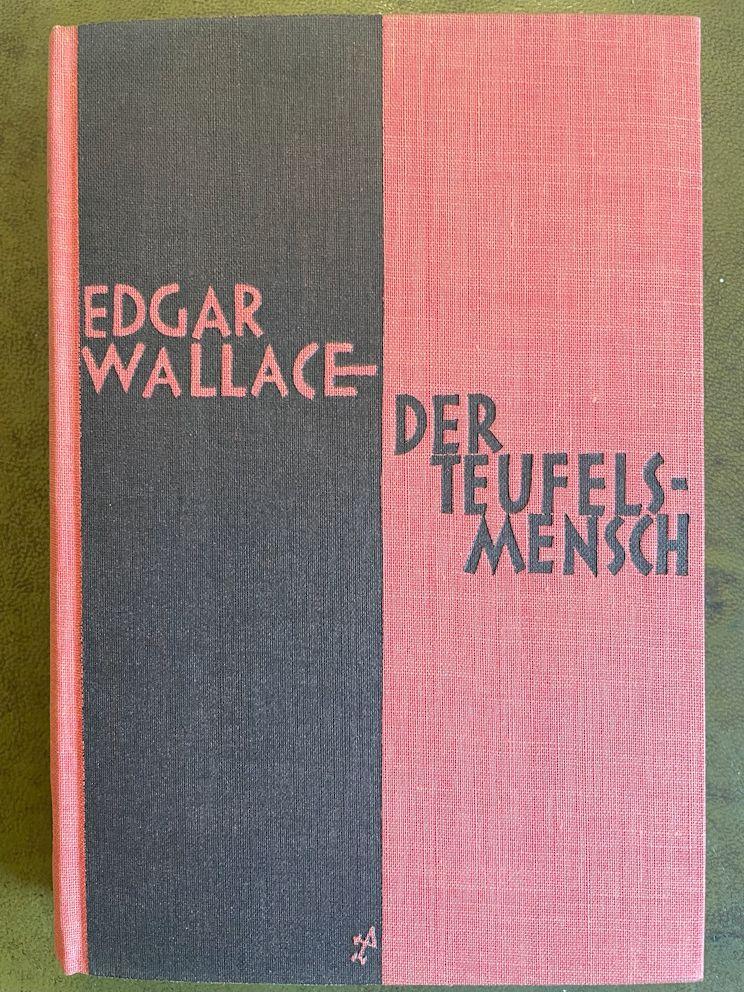 EDGAR
WALLACE–
DER
TEUFELS-
MENSCH